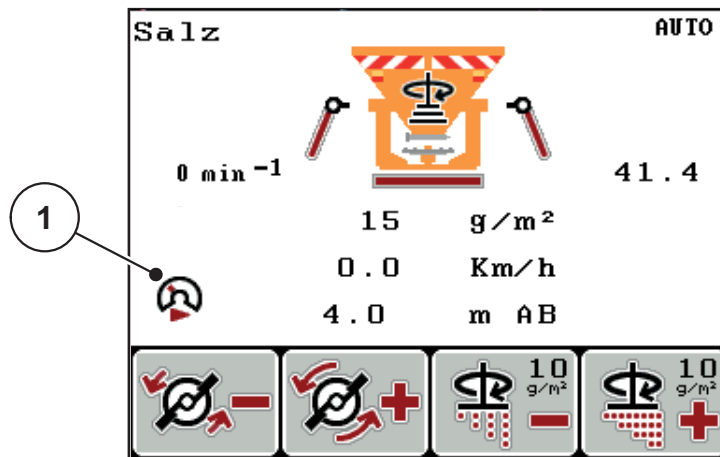 Salz AUTO
0 min⁻¹ 41.4
15 g/m²
1
0.0 Km/h
4.0 m AB
10 g/m² 10 g/m²